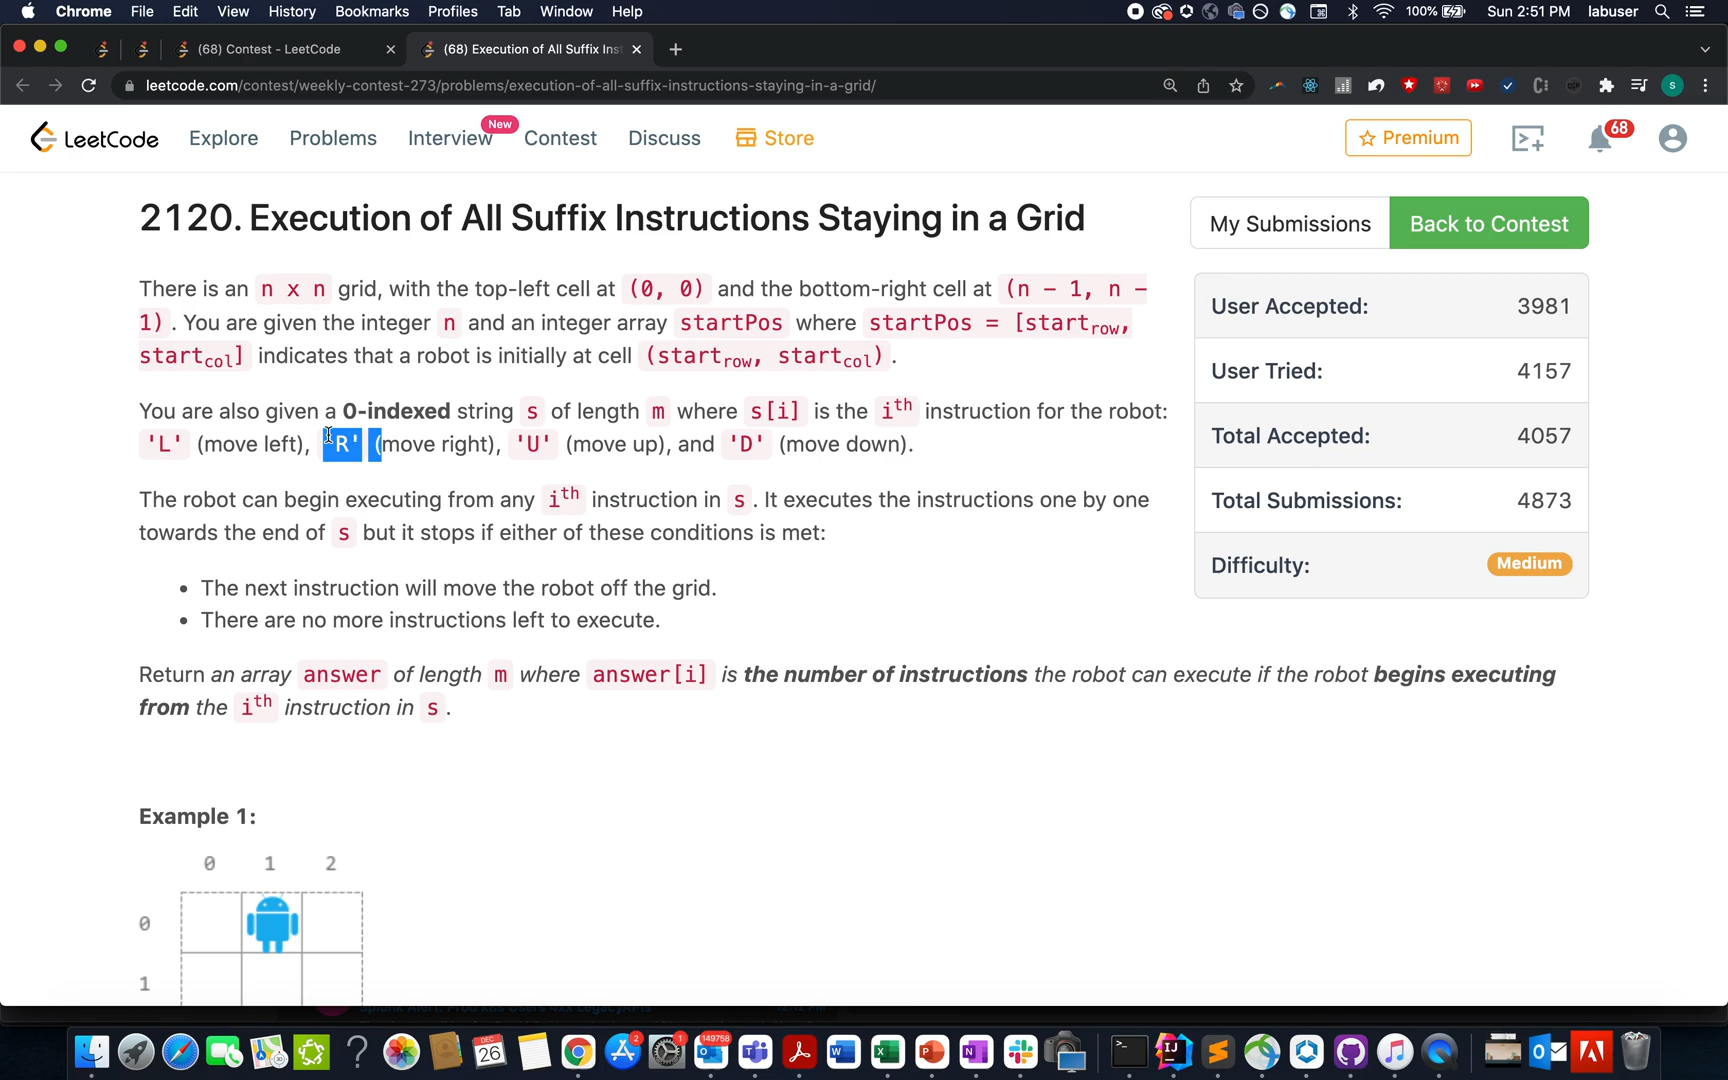 Chrome File Edit View History Bookmarks Profiles Tab Window Help 100% Sun 2:51 PM labuser
(68) Contest - LeetCode
(68) Execution of All Suffix Inst
leetcode.com/contest/weekly-contest-273/problems/execution-of-all-suffix-instructions-staying-in-a-grid/
LeetCode Explore Problems Interview New Contest Discuss Store Premium 68
2120. Execution of All Suffix Instructions Staying in a Grid
My Submissions Back to Contest
There is an n x n grid, with the top-left cell at (0, 0) and the bottom-right cell at (n - 1, n -
1). You are given the integer n and an integer array startPos where startPos = [startrow,
startcol] indicates that a robot is initially at cell (startrow, startcol).
You are also given a 0-indexed string s of length m where s[i] is the ith instruction for the robot:
'L' (move left), 'R' (move right), 'U' (move up), and 'D' (move down).
The robot can begin executing from any ith instruction in s. It executes the instructions one by one
towards the end of s but it stops if either of these conditions is met:
• The next instruction will move the robot off the grid.
• There are no more instructions left to execute.
Return an array answer of length m where answer[i] is the number of instructions the robot can execute if the robot begins executing
from the ith instruction in s.
User Accepted: 3981
User Tried: 4157
Total Accepted: 4057
Total Submissions: 4873
Difficulty: Medium
Example 1:
0 1 2
0
1
DEC
26
2
1
149758